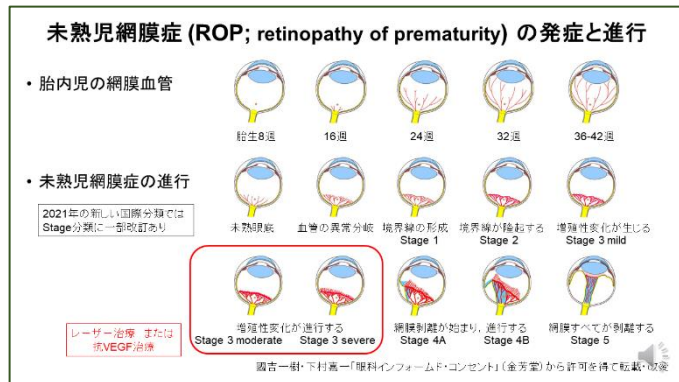 未熟児網膜症 (ROP; retinopathy of prematurity) の発症と進行
• 胎内児の網膜血管
胎生8週 16週 24週 32週 36-42週
• 未熟児網膜症の進行
2021年の新しい国際分類では
Stage分類に一部改訂あり
未熟眼底 血管の異常分岐 境界線の形成 境界線が隆起する 増殖性変化が生じる
Stage 1 Stage 2 Stage 3 mild
レーザー治療 または
抗VEGF治療
増殖性変化が進行する 網膜剥離が始まり, 進行する 網膜すべてが剥離する
Stage 3 moderate Stage 3 severe Stage 4A Stage 4B Stage 5
國吉一樹・下村嘉一「眼科インフォームド・コンセント」(金芳堂)から許可を得て転載・改変